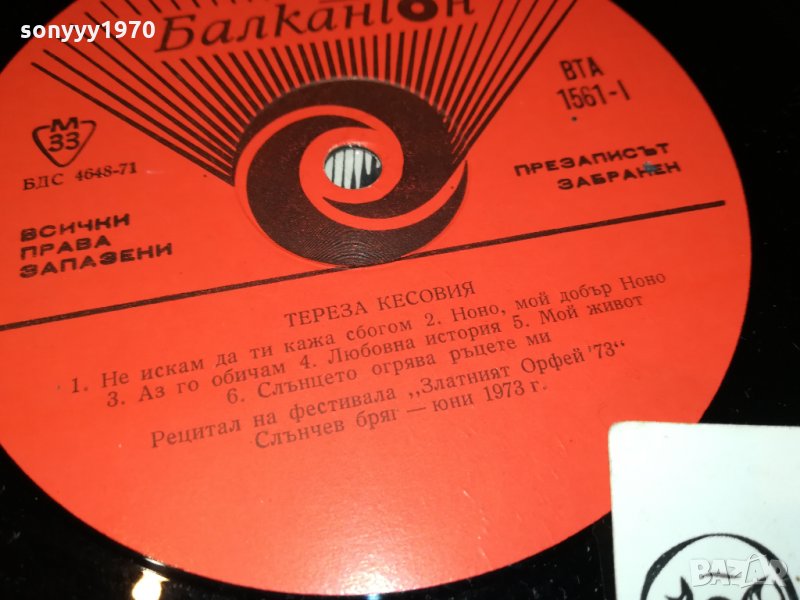 sonyyy1970
Балкантон
ВТА
1561-I
М
33
БДС 4648-71
ПРЕЗАПИСЪТ
ЗАБРАНЕН
ВСИЧКИ
ПРАВА
ЗАПАЗЕНИ
ТЕРЕЗА КЕСОВИЯ
1. Не искам да ти кажа сбогом 2. Ноно, мой добър Ноно
3. Аз го обичам 4. Любовна история 5. Мой живот
6. Слънцето огрява ръцете ми
Рецитал на фестивала „Златният Орфей '73“
Слънчев бряг — юни 1973 г.
BAZAR